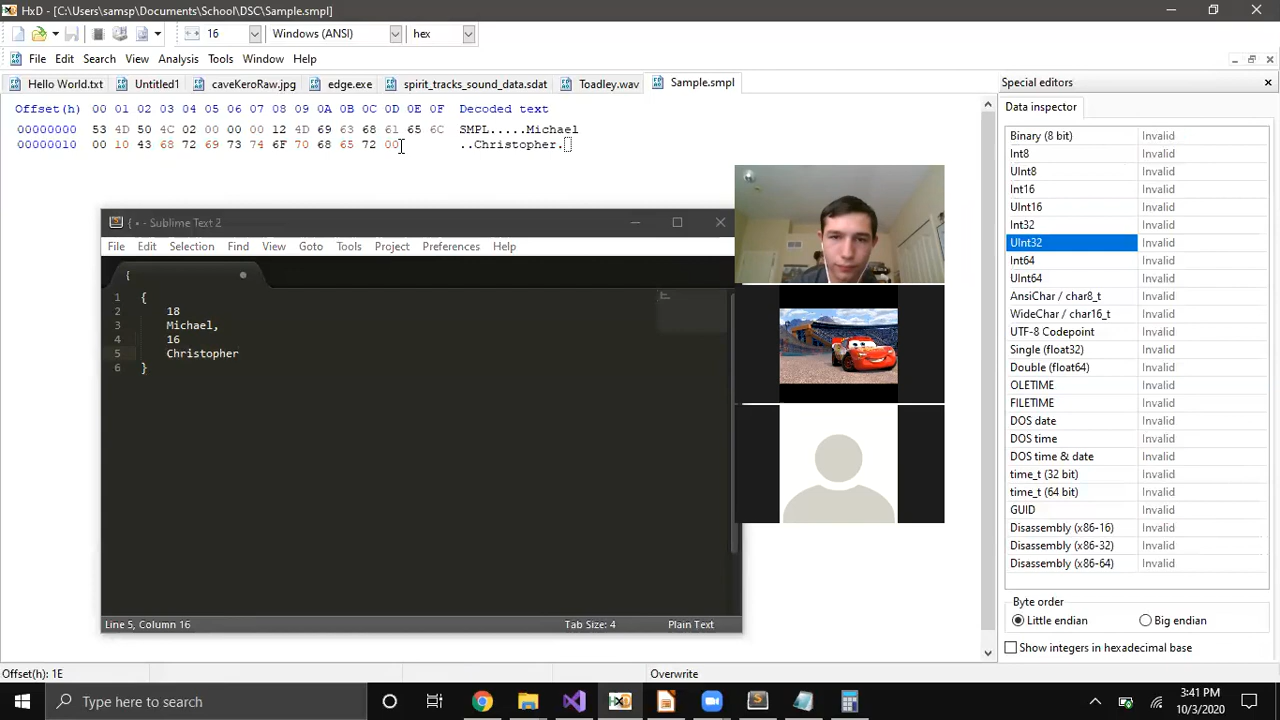 HxD - [C:\Users\samsp\Documents\School\DSC\Sample.smpl]
16 Windows (ANSI) hex
File Edit Search View Analysis Tools Window Help
Hello World.txt Untitled1 caveKeroRaw.jpg edge.exe spirit_tracks_sound_data.sdat Toadley.wav Sample.smpl
Offset(h) 00 01 02 03 04 05 06 07 08 09 0A 0B 0C 0D 0E 0F Decoded text
00000000 53 4D 50 4C 02 00 00 00 12 4D 69 63 68 61 65 6C SMPL.....Michael
00000010 00 10 43 68 72 69 73 74 6F 70 68 65 72 00 ..Christopher.
{ • - Sublime Text 2
File Edit Selection Find View Goto Tools Project Preferences Help
{
1 {
2 18
3 Michael,
4 16
5 Christopher
6 }
Line 5, Column 16 Tab Size: 4 Plain Text
Special editors
Data inspector
Binary (8 bit) Invalid
Int8 Invalid
UInt8 Invalid
Int16 Invalid
UInt16 Invalid
Int32 Invalid
UInt32 Invalid
Int64 Invalid
UInt64 Invalid
AnsiChar / char8_t Invalid
WideChar / char16_t Invalid
UTF-8 Codepoint Invalid
Single (float32) Invalid
Double (float64) Invalid
OLETIME Invalid
FILETIME Invalid
DOS date Invalid
DOS time Invalid
DOS time & date Invalid
time_t (32 bit) Invalid
time_t (64 bit) Invalid
GUID Invalid
Disassembly (x86-16) Invalid
Disassembly (x86-32) Invalid
Disassembly (x86-64) Invalid
Byte order
Little endian Big endian
Show integers in hexadecimal base
Offset(h): 1E Overwrite
Type here to search
3:41 PM
10/3/2020